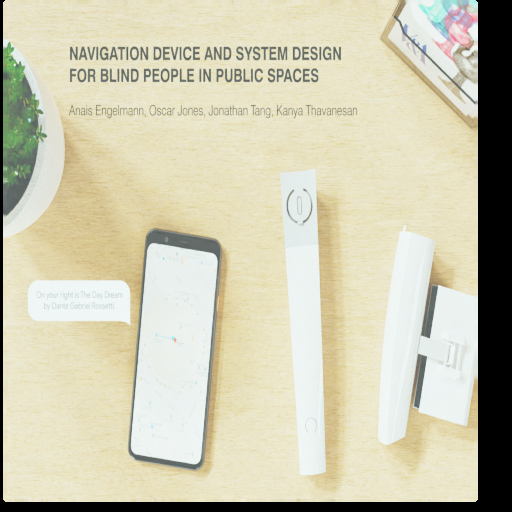 NAVIGATION DEVICE AND SYSTEM DESIGN
FOR BLIND PEOPLE IN PUBLIC SPACES
Anais Engelmann, Oscar Jones, Jonathan Tang, Kanya Thavanesan
On your right is The Day Dream
by Dante Gabriel Rossetti